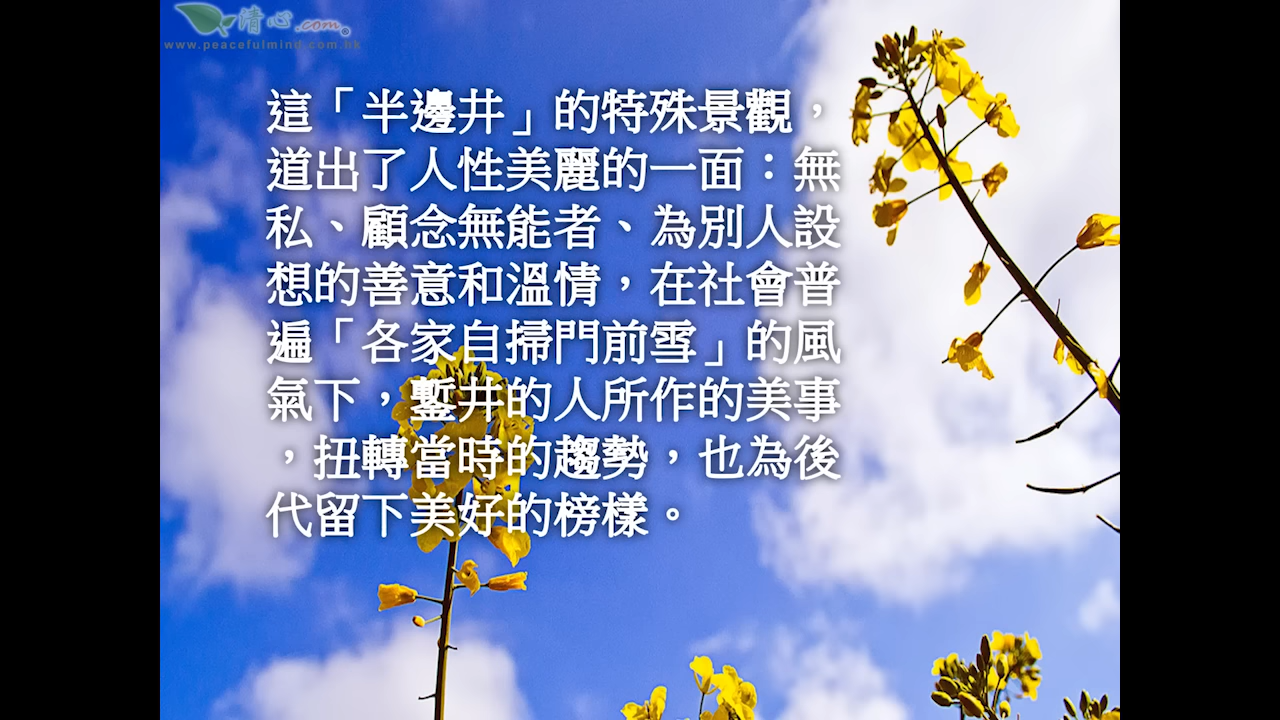 清心.com
www.peacefulmind.com.hk
這「半邊井」的特殊景觀，
道出了人性美麗的一面：無
私、顧念無能者、為別人設
想的善意和溫情，在社會普
遍「各家自掃門前雪」的風
氣下，鏨井的人所作的美事
，扭轉當時的趨勢，也為後
代留下美好的榜樣。